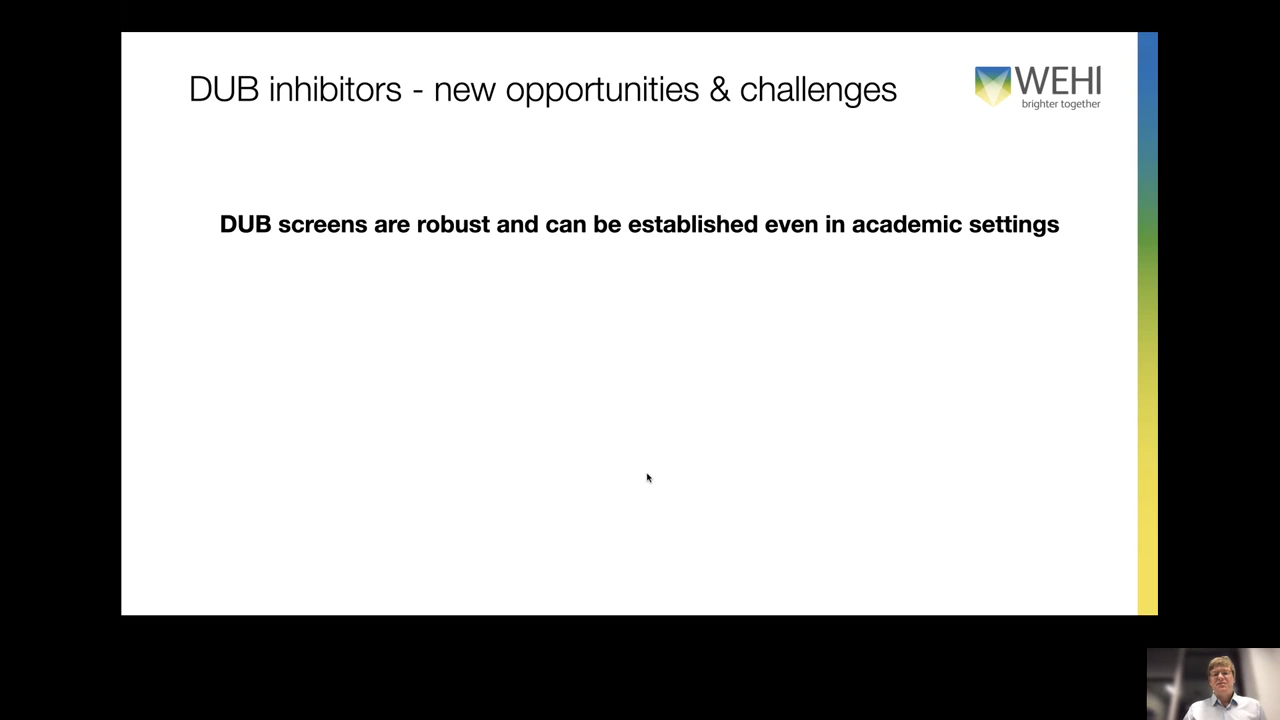 DUB inhibitors - new opportunities & challenges
WEHI
brighter together
DUB screens are robust and can be established even in academic settings